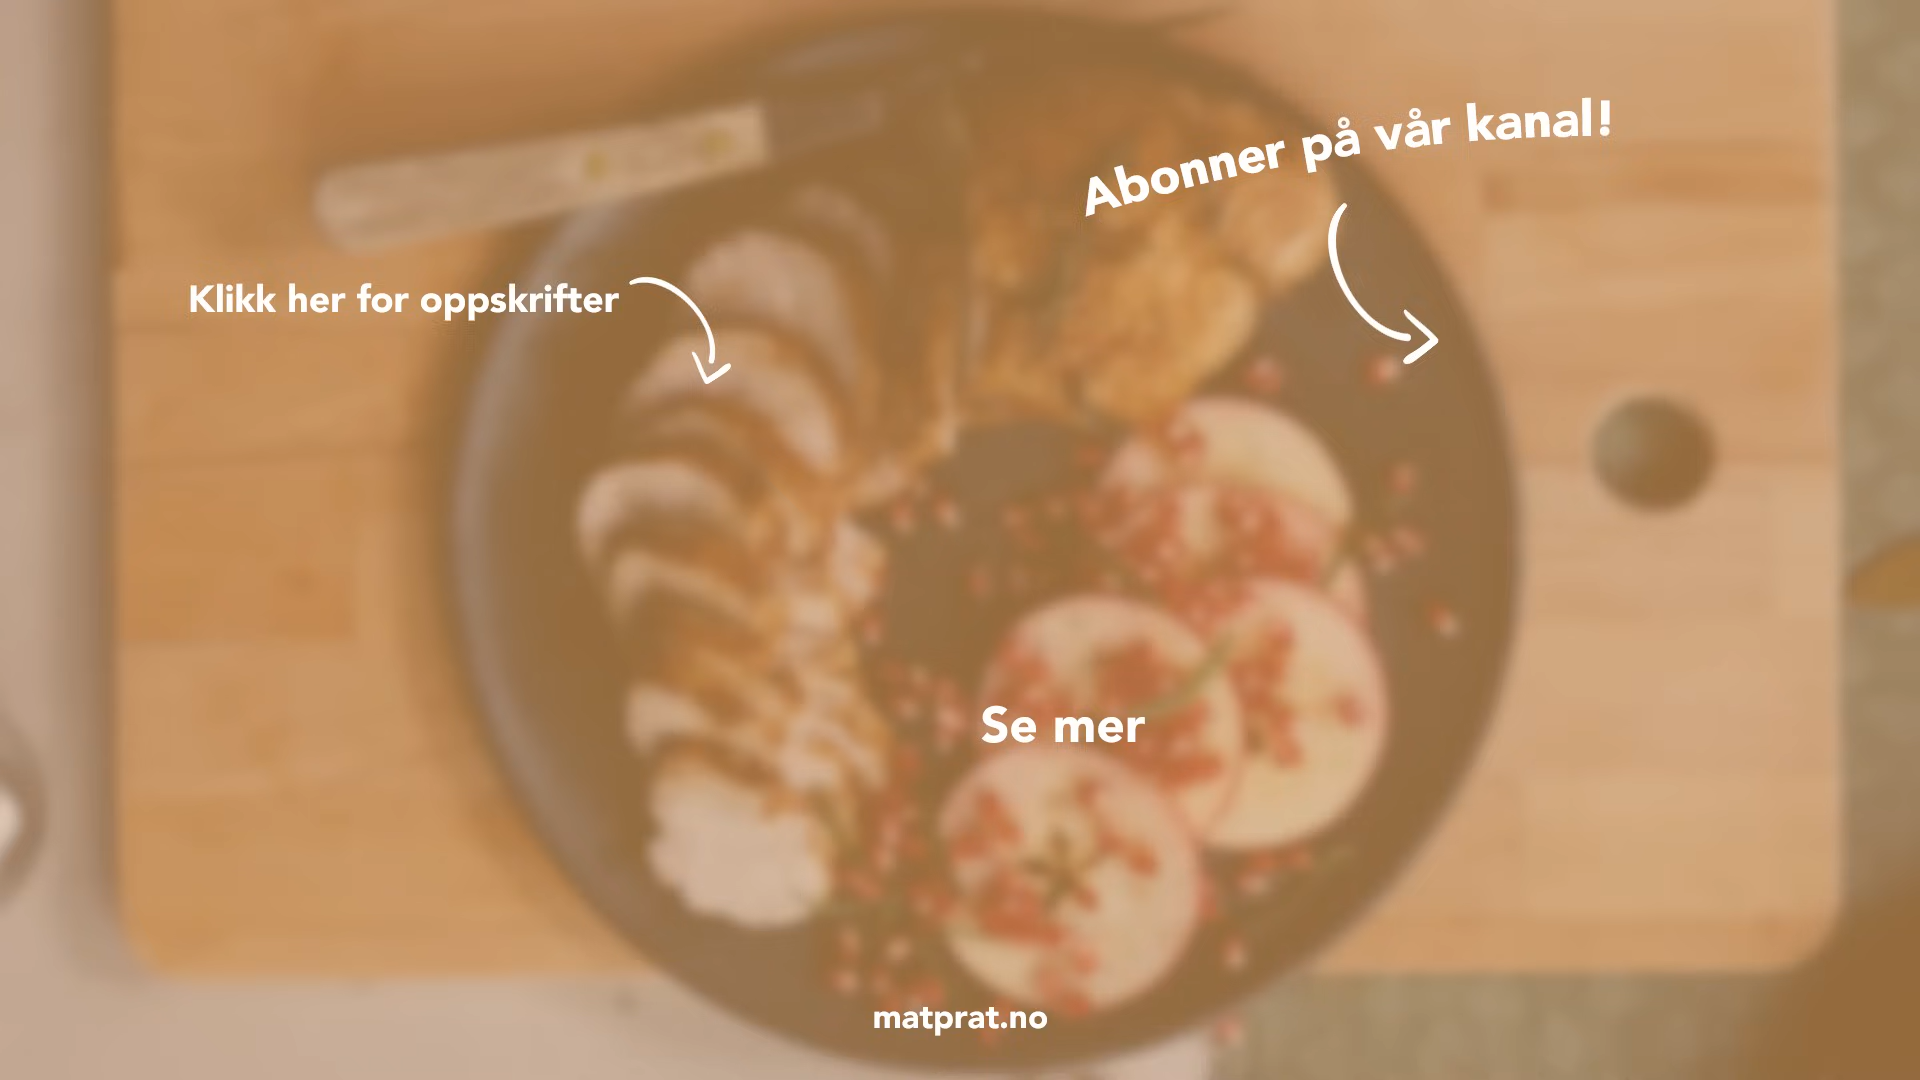 Abonner på vår kanal!
Klikk her for oppskrifter
Se mer
matprat.no